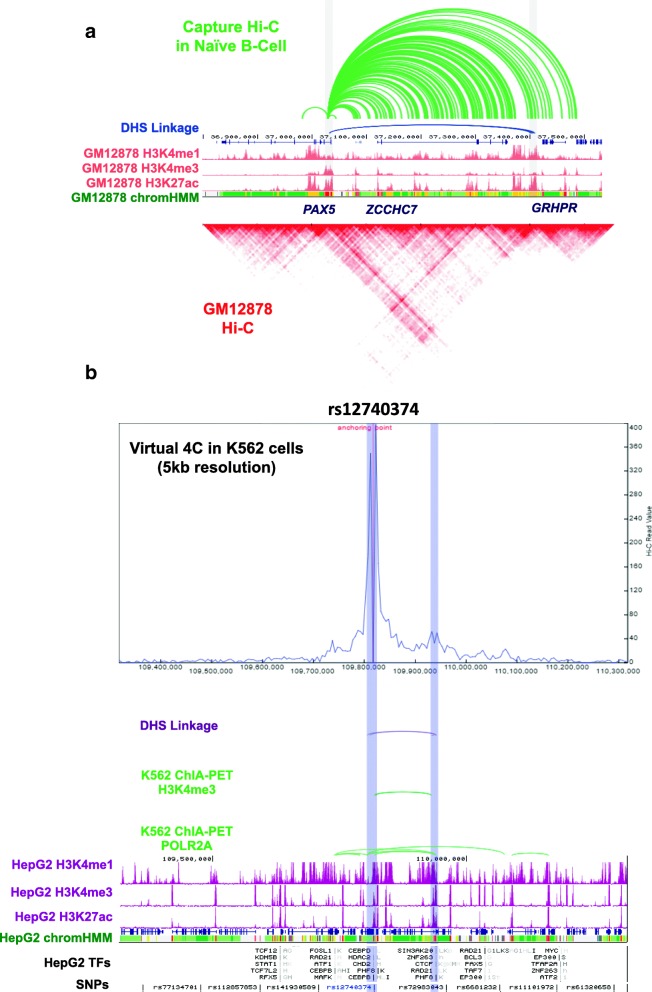 a
Capture Hi-C
in Naïve B-Cell
DHS Linkage
36,900,000 37,000,000 37,100,000 37,200,000 37,300,000 37,400,000 37,500,000
GM12878 H3K4me1
GM12878 H3K4me3
GM12878 H3K27ac
GM12878 chromHMM
PAX5 ZCCHC7 GRHPR
GM12878
Hi-C
b
rs12740374
anchoring point
Virtual 4C in K562 cells
(5kb resolution)
400
360
320
280
240
200
160
120
80
40
0
Hi-C Read Value
109,400,000 109,500,000 109,600,000 109,700,000 109,800,000 109,900,000 110,000,000 110,100,000 110,200,000 110,300,000
DHS Linkage
K562 ChIA-PET
H3K4me3
K562 ChIA-PET
POLR2A
109,500,000 110,000,000
HepG2 H3K4me1
HepG2 H3K4me3
HepG2 H3K27ac
HepG2 chromHMM
HepG2 TFs
TCF12 FOSL1 CEBPD SIN3AK20 RAD21 MYC
KDM5B RAD21 HDAC2 ZNF263 BCL3 EP300
STAT1 ATF1 CHD2 CTCF PAX5 TFAP2A
TCF7L2 CEBPB PHF8 RAD21 TAF7 ZNF263
RFX5 MAFK CEBPB PHF8 EP300 ATF2
SNPs
rs77134701 rs112857853 rs141930589 rs12740374 rs72983043 rs6681232 rs11101972 rs61320658